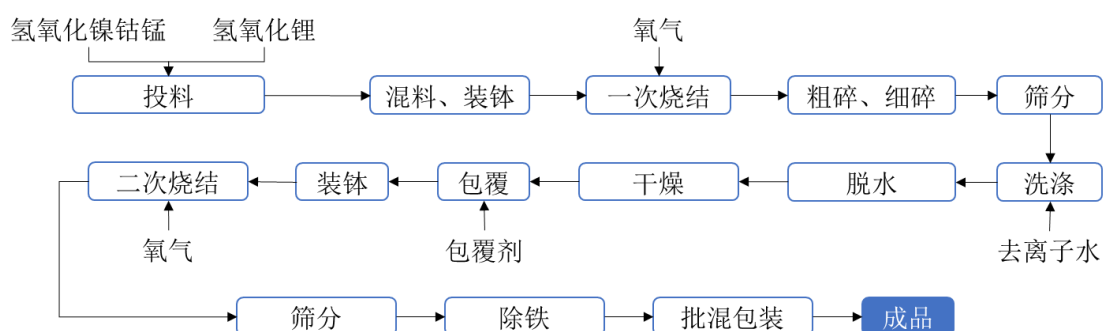 氢氧化镍钴锰
氢氧化锂
氧气
投料
混料、装钵
一次烧结
粗碎、细碎
筛分
二次烧结
装钵
包覆
干燥
脱水
洗涤
氧气
包覆剂
去离子水
筛分
除铁
批混包装
成品